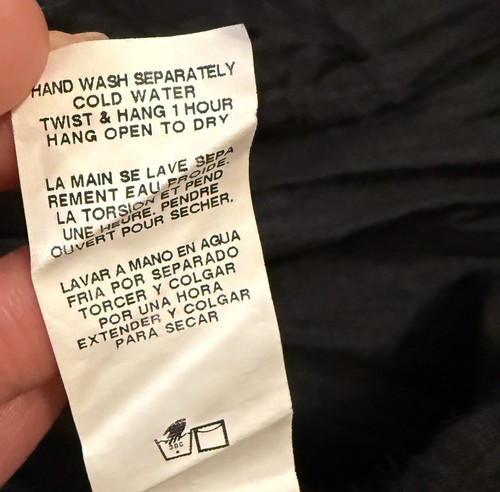 HAND WASH SEPARATELY
COLD WATER
TWIST & HANG 1 HOUR
HANG OPEN TO DRY
LA MAIN SE LAVE SEPA
REMENT EAU FROIDE.
LA TORSION ET PEND
UNE HEURE. PENDRE
OUVERT POUR SECHER.
LAVAR A MANO EN AGUA
FRIA POR SEPARADO
TORCER Y COLGAR
POR UNA HORA
EXTENDER Y COLGAR
PARA SECAR